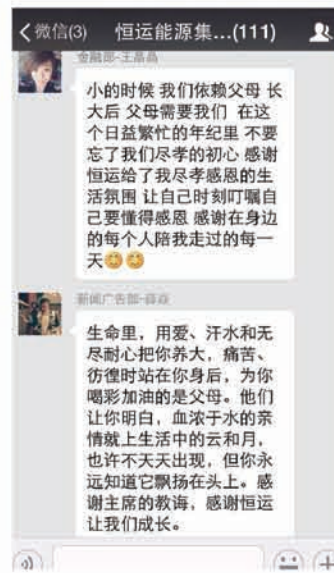 微信(3) 恒运能源集...(111)
金融部-王晶晶
小的时候 我们依赖父母 长
大后 父母需要我们 在这
个日益繁忙的年纪里 不要
忘了我们尽孝的初心 感谢
恒运给了我尽孝感恩的生
活氛围 让自己时刻叮嘱自
己要懂得感恩 感谢在身边
的每个人陪我走过的每一
天
新闻广告部-薛焱
生命里，用爱、汗水和无
尽耐心把你养大，痛苦、
彷徨时站在你身后，为你
喝彩加油的是父母。他们
让你明白，血浓于水的亲
情就上生活中的云和月，
也许不天天出现，但你永
远知道它飘扬在头上。感
谢主席的教诲，感谢恒运
让我们成长。